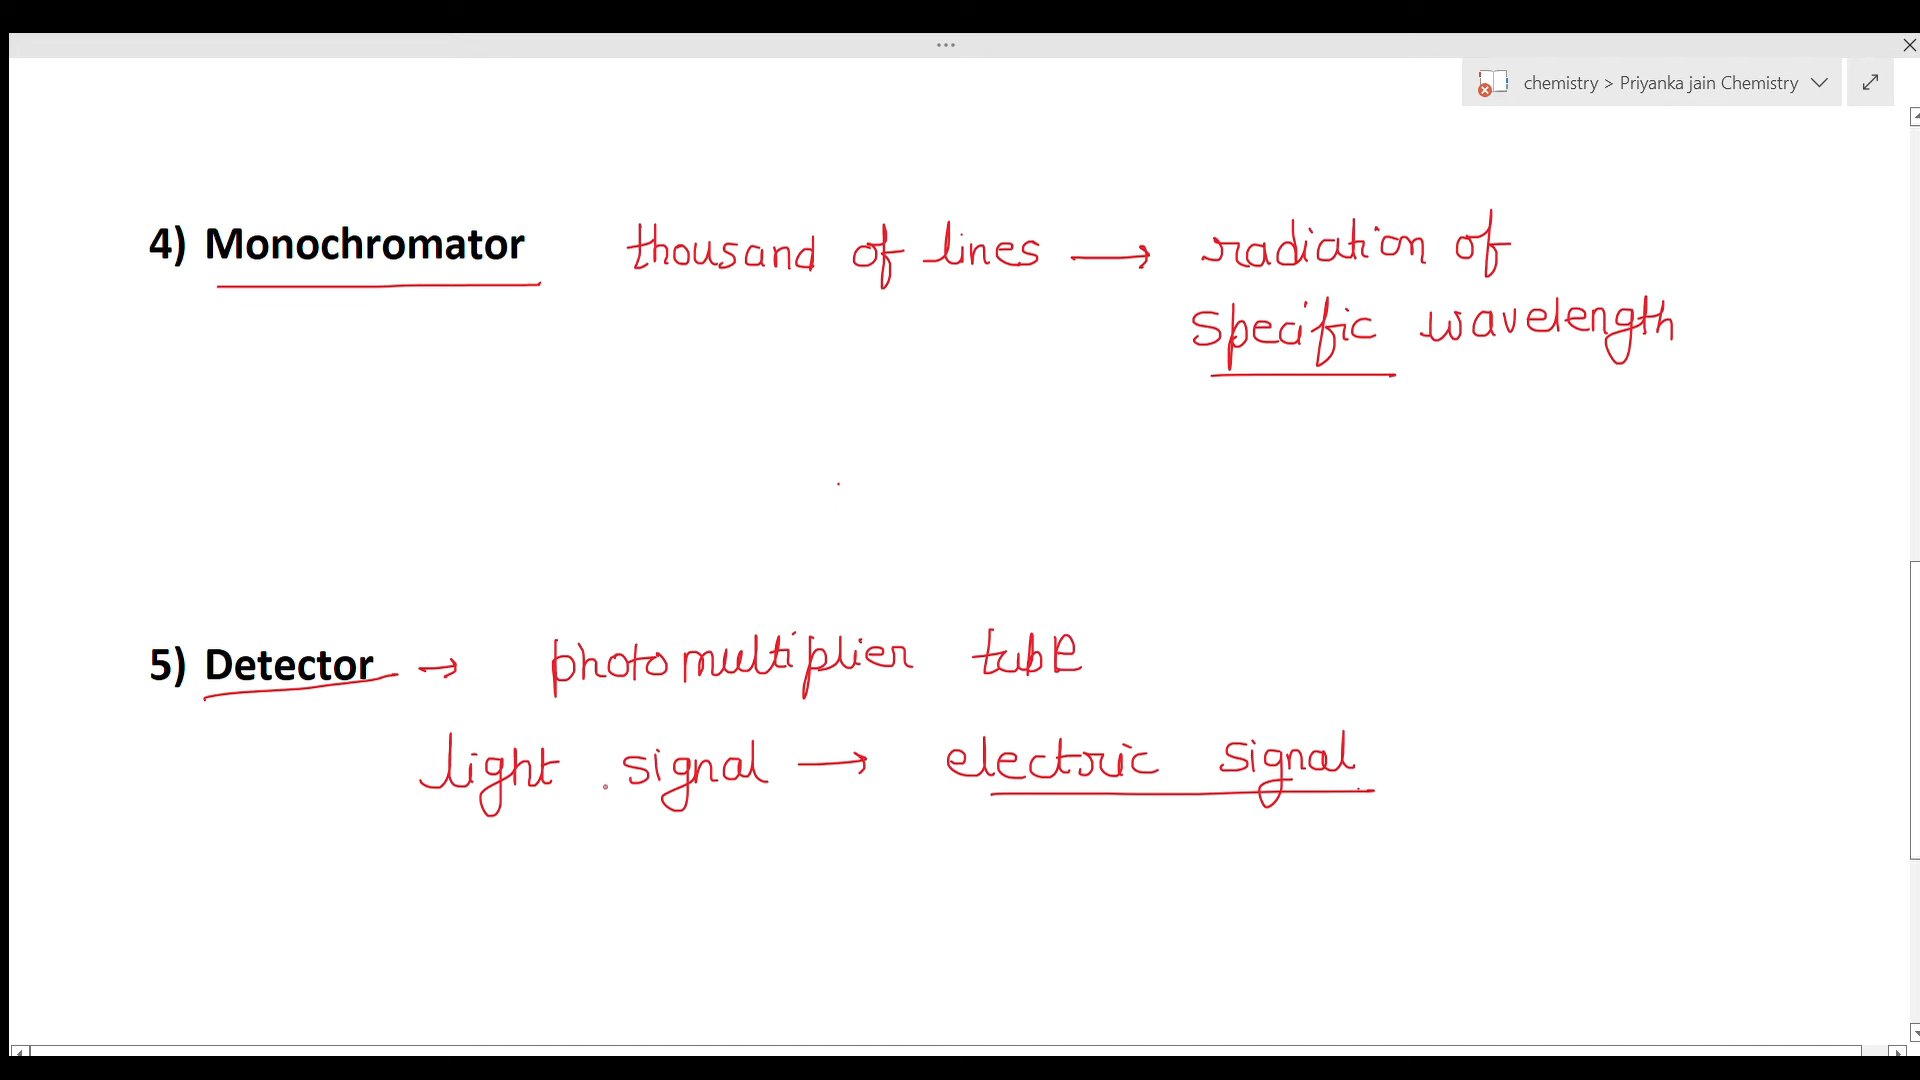 chemistry > Priyanka jain Chemistry
4) Monochromator thousand of lines → radiation of
specific wavelength
5) Detector → photomultiplier tube
light signal → electric signal